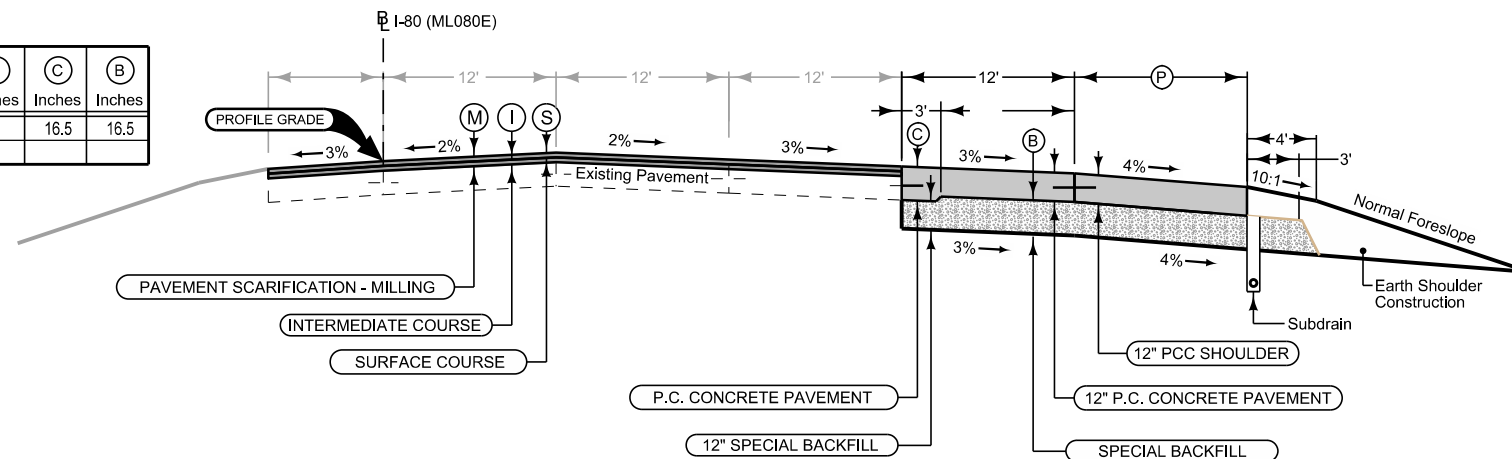 ℄ I-80 (ML080E)
C B
Inches Inches
16.5 16.5
12' 12' 12' 12' P
3'
4'
3'
PROFILE GRADE
M I S C B
3% 2% 2% 3% 3% 4% 10:1
Existing Pavement
Normal Foreslope
3% 4%
PAVEMENT SCARIFICATION - MILLING
INTERMEDIATE COURSE
SURFACE COURSE
Earth Shoulder
Construction
Subdrain
12" PCC SHOULDER
P.C. CONCRETE PAVEMENT
12" P.C. CONCRETE PAVEMENT
12" SPECIAL BACKFILL
SPECIAL BACKFILL